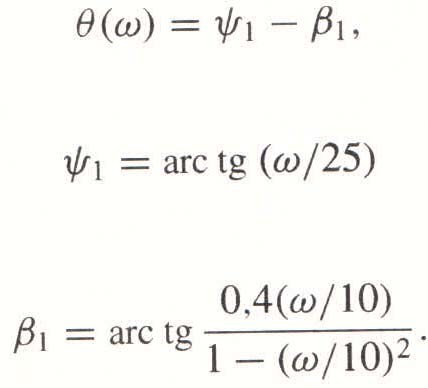 θ(ω) = ψ₁ − β₁,
ψ₁ = arc tg (ω/25)
β₁ = arc tg 0,4(ω/10) / 1 − (ω/10)² .